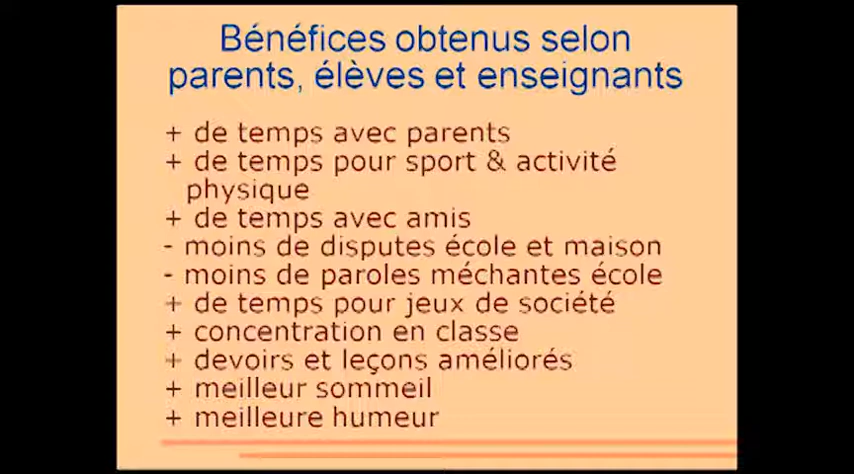 Bénéfices obtenus selon
parents, élèves et enseignants
+ de temps avec parents
+ de temps pour sport & activité
physique
+ de temps avec amis
- moins de disputes école et maison
- moins de paroles méchantes école
+ de temps pour jeux de société
+ concentration en classe
+ devoirs et leçons améliorés
+ meilleur sommeil
+ meilleure humeur